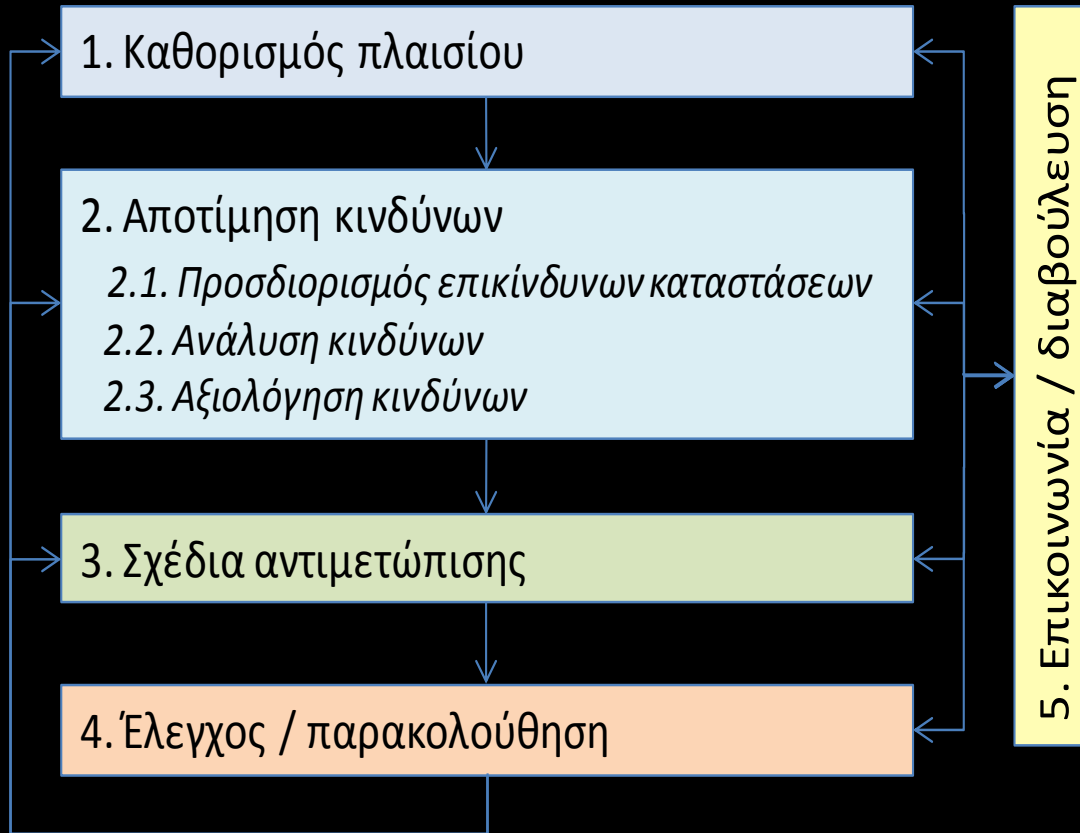 1. Καθορισμός πλαισίου
2. Αποτίμηση κινδύνων
2.1. Προσδιορισμός επικίνδυνων καταστάσεων
2.2. Ανάλυση κινδύνων
2.3. Αξιολόγηση κινδύνων
3. Σχέδια αντιμετώπισης
4. Έλεγχος / παρακολούθηση
5. Επικοινωνία / διαβούλευση